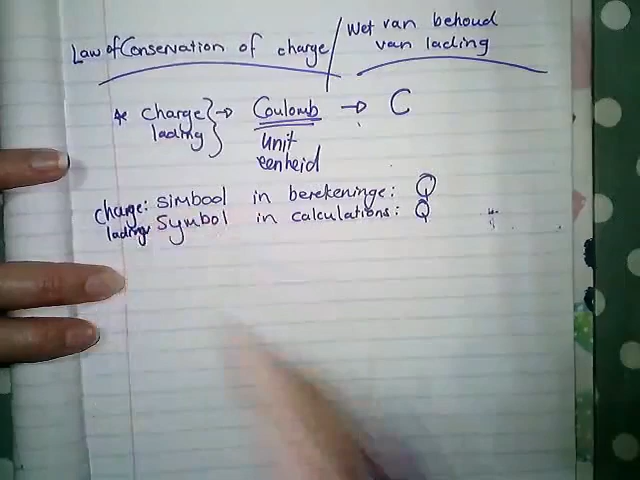 Law of Conservation of charge / Wet van behoud
van lading
charge } → Coulomb → C
lading
unit
eenheid
charge: simbool in berekeninge: Q
lading: symbol in calculations: Q